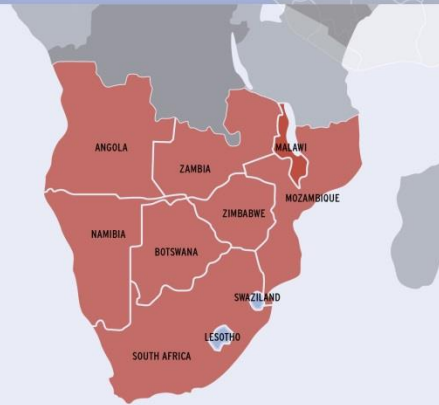 ANGOLA
MALAWI
ZAMBIA
MOZAMBIQUE
ZIMBABWE
NAMIBIA
BOTSWANA
SWAZILAND
LESOTHO
SOUTH AFRICA